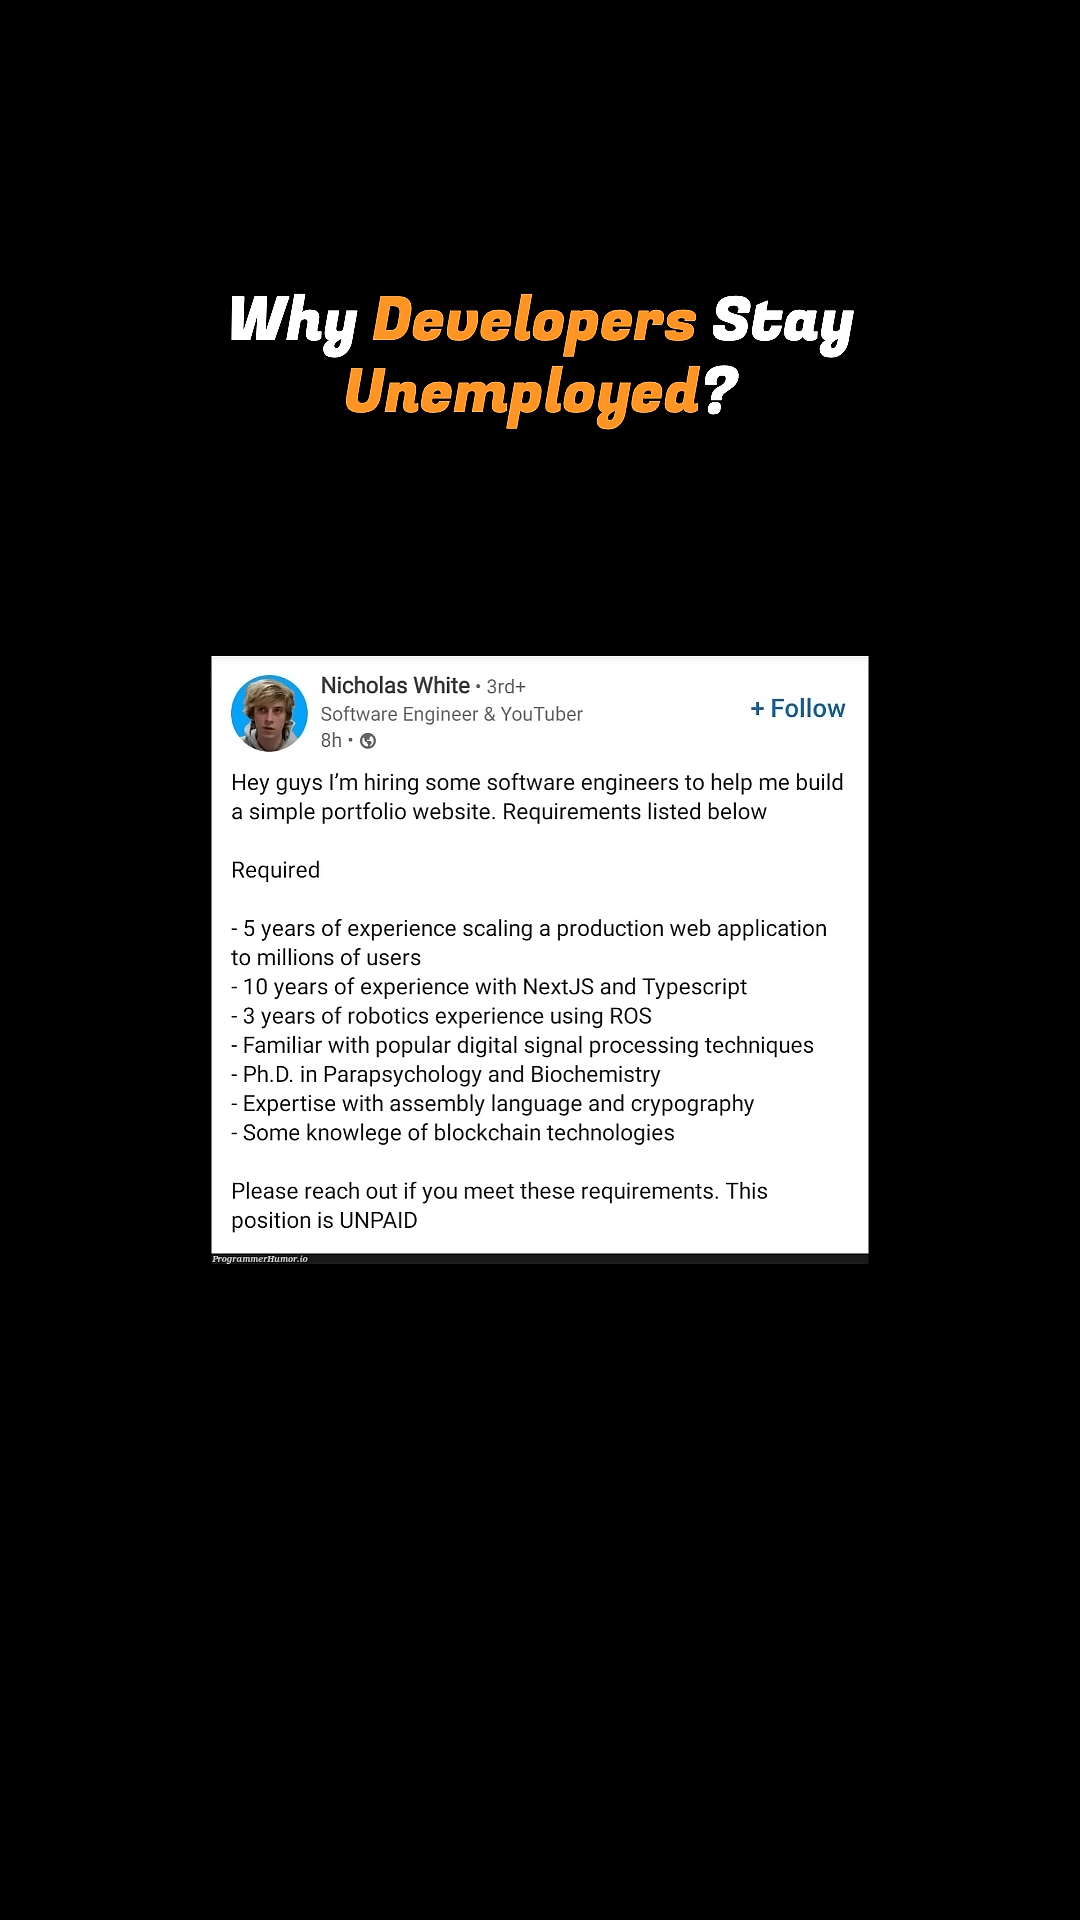 Why Developers Stay
Unemployed?
Nicholas White • 3rd+
Software Engineer & YouTuber
8h •
+ Follow
Hey guys I'm hiring some software engineers to help me build
a simple portfolio website. Requirements listed below
Required
- 5 years of experience scaling a production web application
to millions of users
- 10 years of experience with NextJS and Typescript
- 3 years of robotics experience using ROS
- Familiar with popular digital signal processing techniques
- Ph.D. in Parapsychology and Biochemistry
- Expertise with assembly language and crypography
- Some knowlege of blockchain technologies
Please reach out if you meet these requirements. This
position is UNPAID
ProgrammerHumor.io